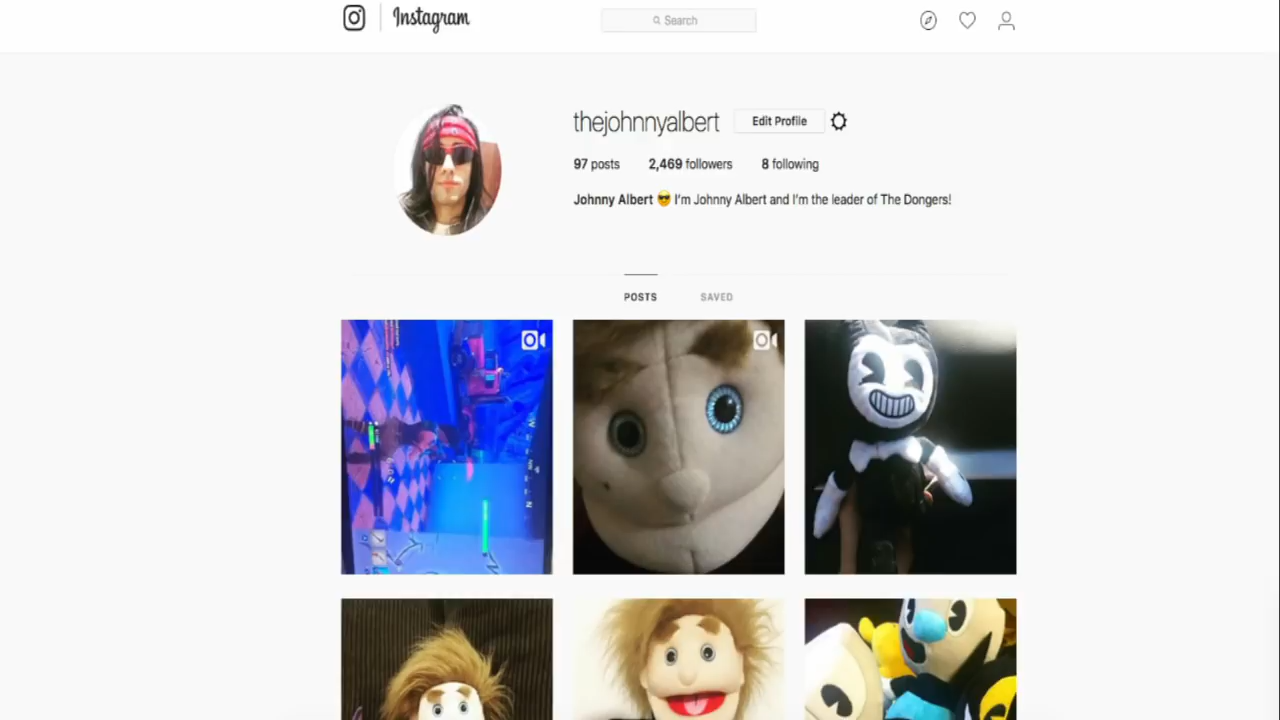 Instagram
Search
thejohnnyalbert Edit Profile
97 posts 2,469 followers 8 following
Johnny Albert 😎 I'm Johnny Albert and I'm the leader of The Dongers!
POSTS SAVED